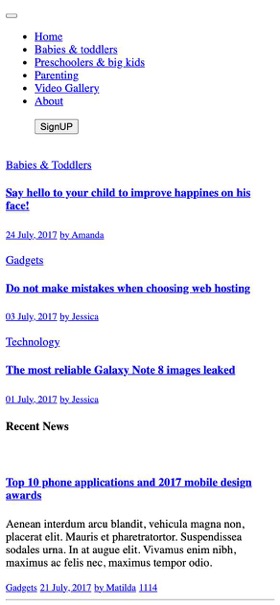 Home
Babies & toddlers
Preschoolers & big kids
Parenting
Video Gallery
About
SignUP
Babies & Toddlers
Say hello to your child to improve happines on his
face!
24 July, 2017 by Amanda
Gadgets
Do not make mistakes when choosing web hosting
03 July, 2017 by Jessica
Technology
The most reliable Galaxy Note 8 images leaked
01 July, 2017 by Jessica
Recent News
Top 10 phone applications and 2017 mobile design
awards
Aenean interdum arcu blandit, vehicula magna non,
placerat elit. Mauris et pharetratortor. Suspendissea
sodales urna. In at augue elit. Vivamus enim nibh,
maximus ac felis nec, maximus tempor odio.
Gadgets 21 July, 2017 by Matilda 1114